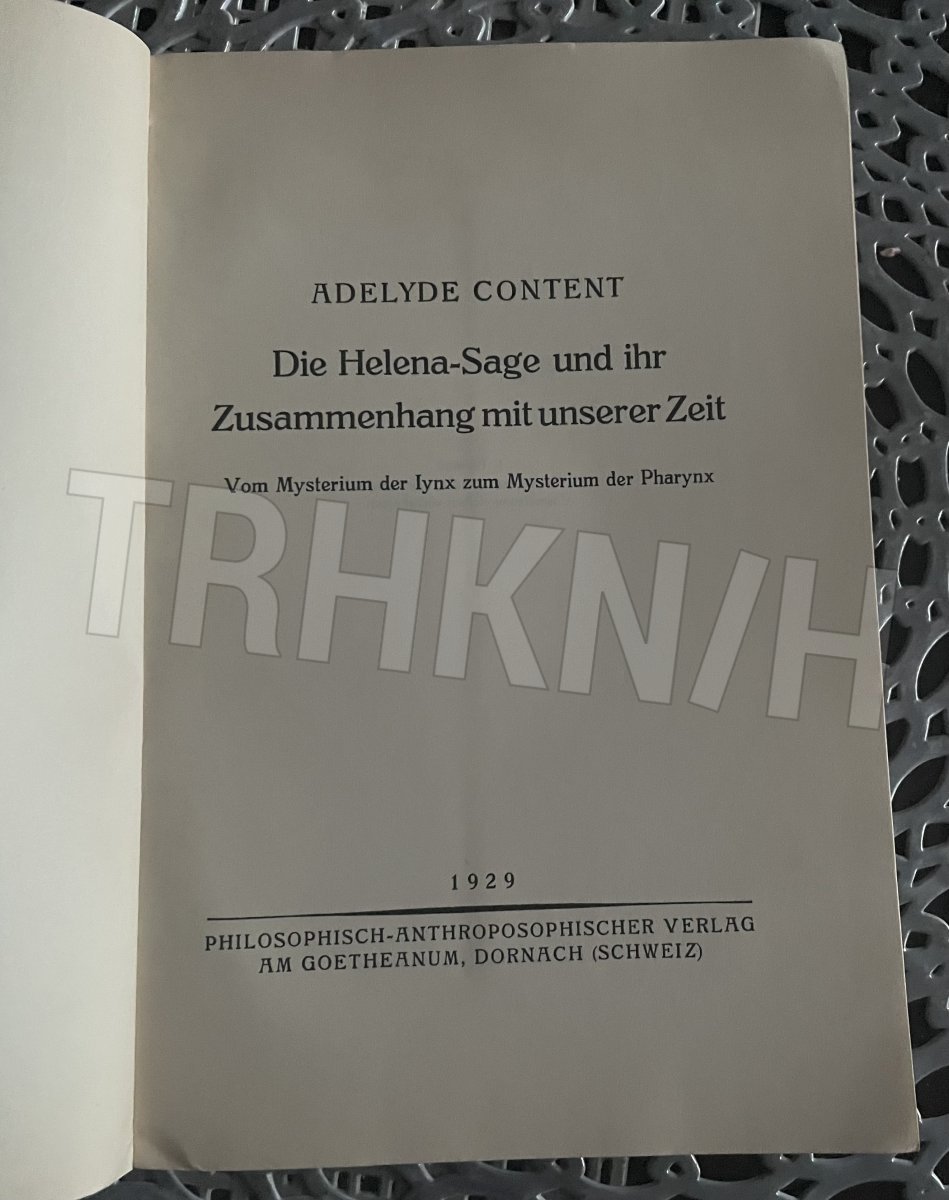 ADELYDE CONTENT
Die Helena-Sage und ihr
Zusammenhang mit unserer Zeit
Vom Mysterium der Iynx zum Mysterium der Pharynx
TRHKN/H
1929
PHILOSOPHISCH-ANTHROPOSOPHISCHER VERLAG
AM GOETHEANUM, DORNACH (SCHWEIZ)